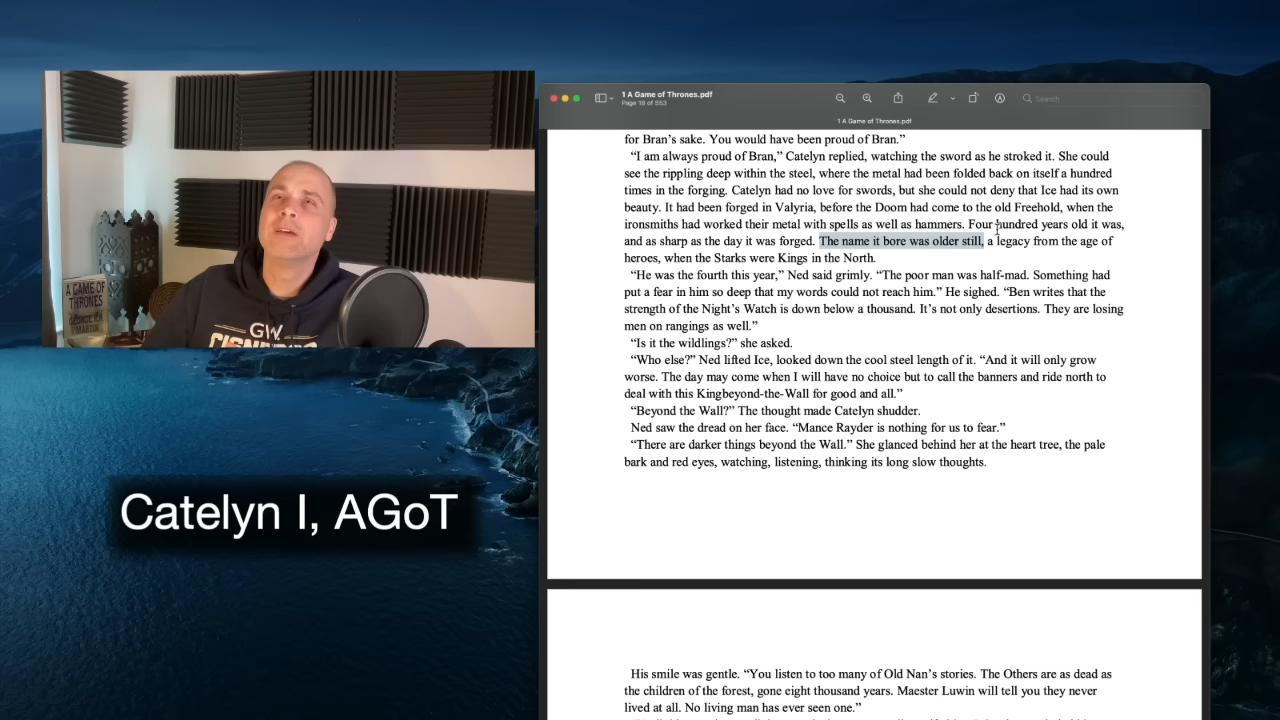 A GAME OF
THRONES
GW
1 A Game of Thrones.pdf
Page 18 of 553
Search
1 A Game of Thrones.pdf
for Bran’s sake. You would have been proud of Bran.”
“I am always proud of Bran,” Catelyn replied, watching the sword as he stroked it. She could
see the rippling deep within the steel, where the metal had been folded back on itself a hundred
times in the forging. Catelyn had no love for swords, but she could not deny that Ice had its own
beauty. It had been forged in Valyria, before the Doom had come to the old Freehold, when the
ironsmiths had worked their metal with spells as well as hammers. Four hundred years old it was,
and as sharp as the day it was forged. The name it bore was older still, a legacy from the age of
heroes, when the Starks were Kings in the North.
“He was the fourth this year,” Ned said grimly. “The poor man was half-mad. Something had
put a fear in him so deep that my words could not reach him.” He sighed. “Ben writes that the
strength of the Night’s Watch is down below a thousand. It’s not only desertions. They are losing
men on rangings as well.”
“Is it the wildlings?” she asked.
“Who else?” Ned lifted Ice, looked down the cool steel length of it. “And it will only grow
worse. The day may come when I will have no choice but to call the banners and ride north to
deal with this Kingbeyond-the-Wall for good and all.”
“Beyond the Wall?” The thought made Catelyn shudder.
Ned saw the dread on her face. “Mance Rayder is nothing for us to fear.”
“There are darker things beyond the Wall.” She glanced behind her at the heart tree, the pale
bark and red eyes, watching, listening, thinking its long slow thoughts.
His smile was gentle. “You listen to too many of Old Nan’s stories. The Others are as dead as
the children of the forest, gone eight thousand years. Maester Luwin will tell you they never
lived at all. No living man has ever seen one.”
Catelyn I, AGoT